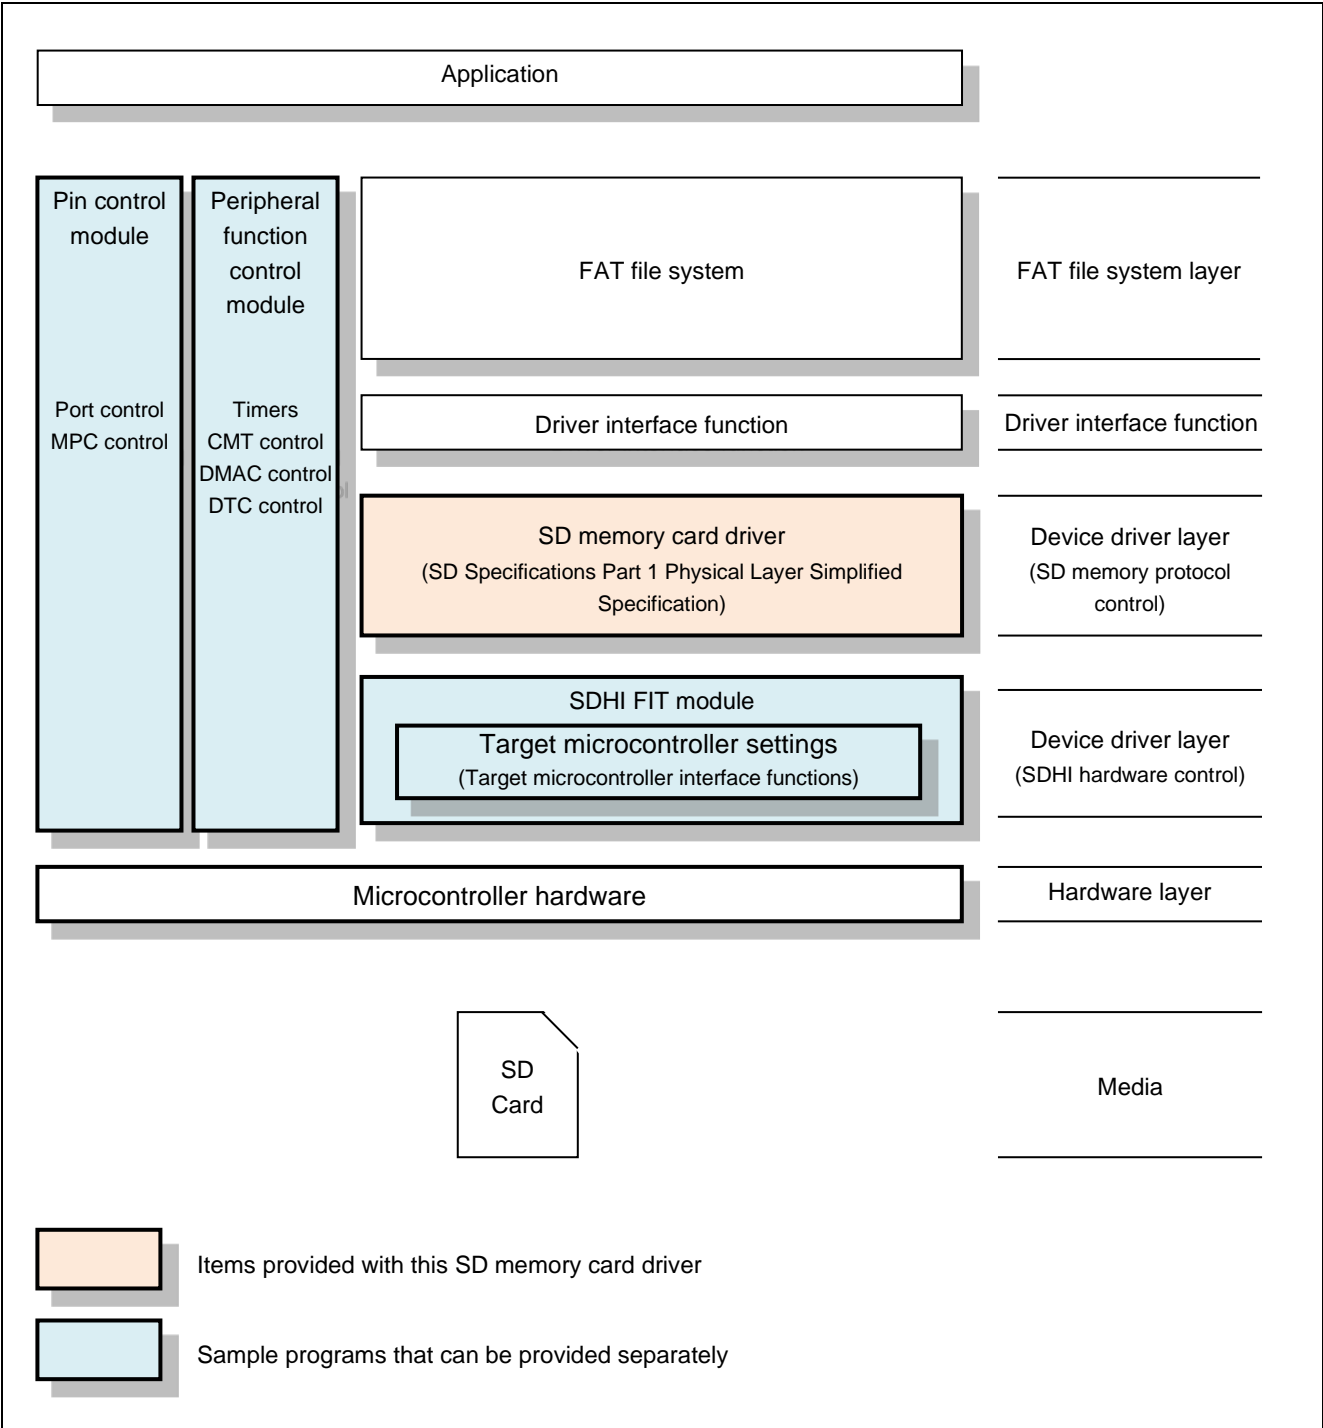 Application
Pin control
module
Port control
MPC control
Peripheral
function
control
module
Timers
CMT control
DMAC control
DTC control
FAT file system
FAT file system layer
Driver interface function
Driver interface function
SD memory card driver
(SD Specifications Part 1 Physical Layer Simplified
Specification)
Device driver layer
(SD memory protocol
control)
SDHI FIT module
Target microcontroller settings
(Target microcontroller interface functions)
Device driver layer
(SDHI hardware control)
Microcontroller hardware
Hardware layer
SD
Card
Media
Items provided with this SD memory card driver
Sample programs that can be provided separately